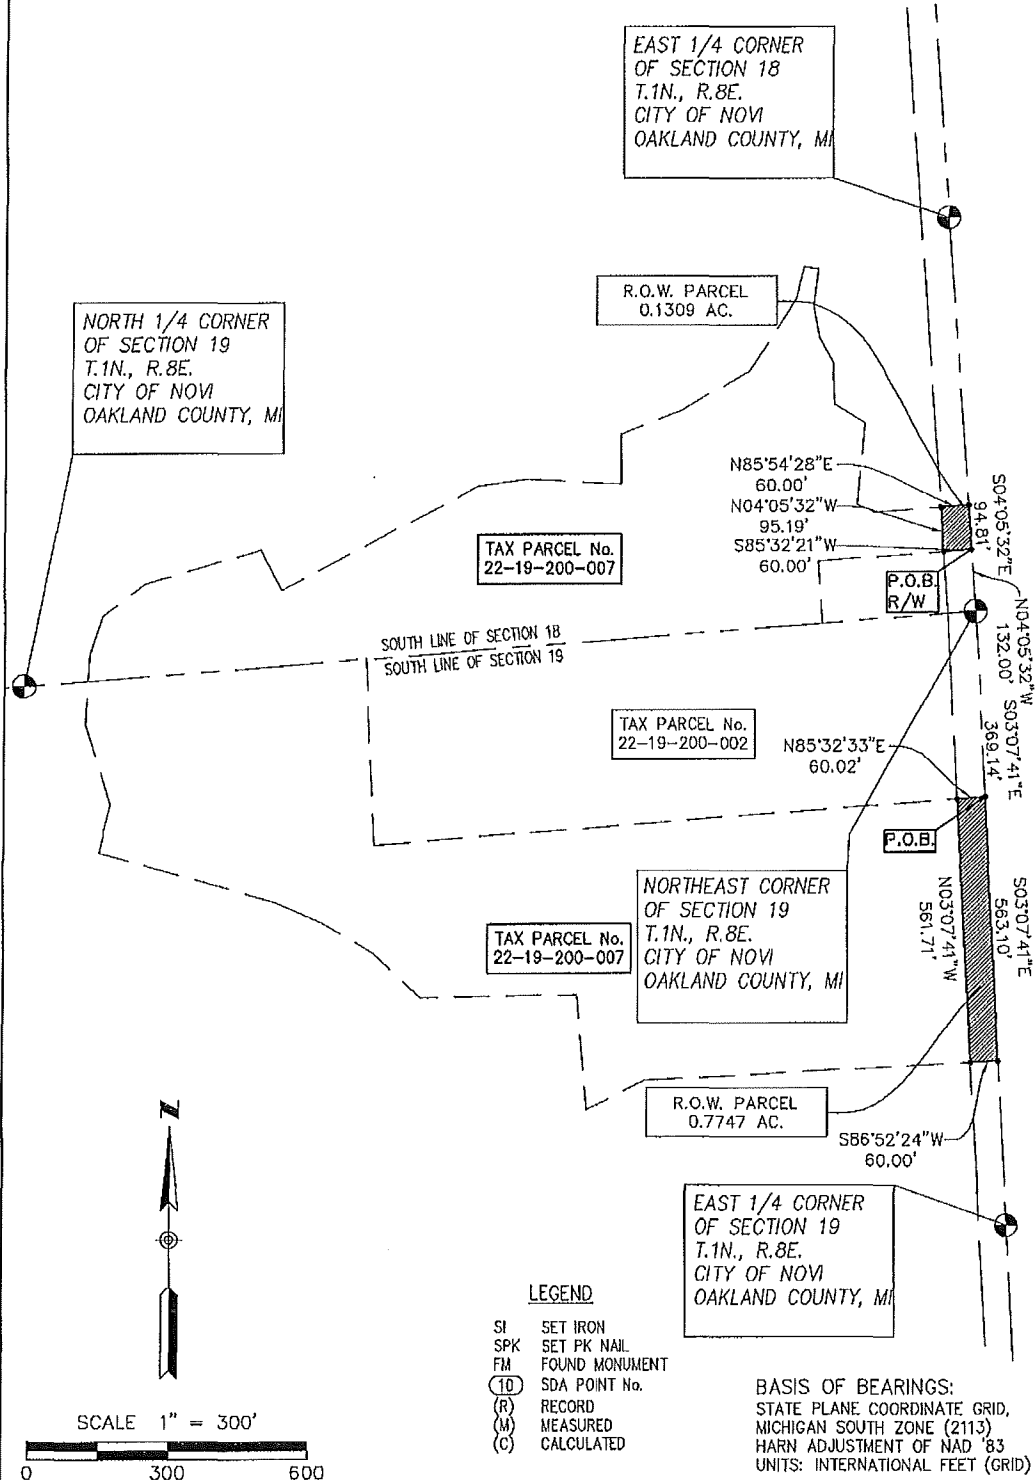 EAST 1/4 CORNER
OF SECTION 18
T.1N., R.8E.
CITY OF NOVI
OAKLAND COUNTY, MI
R.O.W. PARCEL
0.1309 AC.
NORTH 1/4 CORNER
OF SECTION 19
T.1N., R.8E.
CITY OF NOVI
OAKLAND COUNTY, MI
N85°54'28"E
60.00'
N04°05'32"W
95.19'
S85°32'21"W
60.00'
S04°05'32"E
94.81'
TAX PARCEL No.
22-19-200-007
P.O.B.
R/W
N04°05'32"W
132.00'
SOUTH LINE OF SECTION 18
SOUTH LINE OF SECTION 19
S03°07'41"E
369.14'
TAX PARCEL No.
22-19-200-002
N85°32'33"E
60.02'
P.O.B.
NORTHEAST CORNER
OF SECTION 19
T.1N., R.8E.
CITY OF NOVI
OAKLAND COUNTY, MI
N03°07'41"W
561.71'
S03°07'41"E
563.10'
TAX PARCEL No.
22-19-200-007
R.O.W. PARCEL
0.7747 AC.
S86°52'24"W
60.00'
N
EAST 1/4 CORNER
OF SECTION 19
T.1N., R.8E.
CITY OF NOVI
OAKLAND COUNTY, MI
LEGEND
SI SET IRON
SPK SET PK NAIL
FM FOUND MONUMENT
10 SDA POINT No.
(R) RECORD
(M) MEASURED
(C) CALCULATED
BASIS OF BEARINGS:
STATE PLANE COORDINATE GRID,
MICHIGAN SOUTH ZONE (2113)
HARN ADJUSTMENT OF NAD '83
UNITS: INTERNATIONAL FEET (GRID)
SCALE 1" = 300'
0 300 600